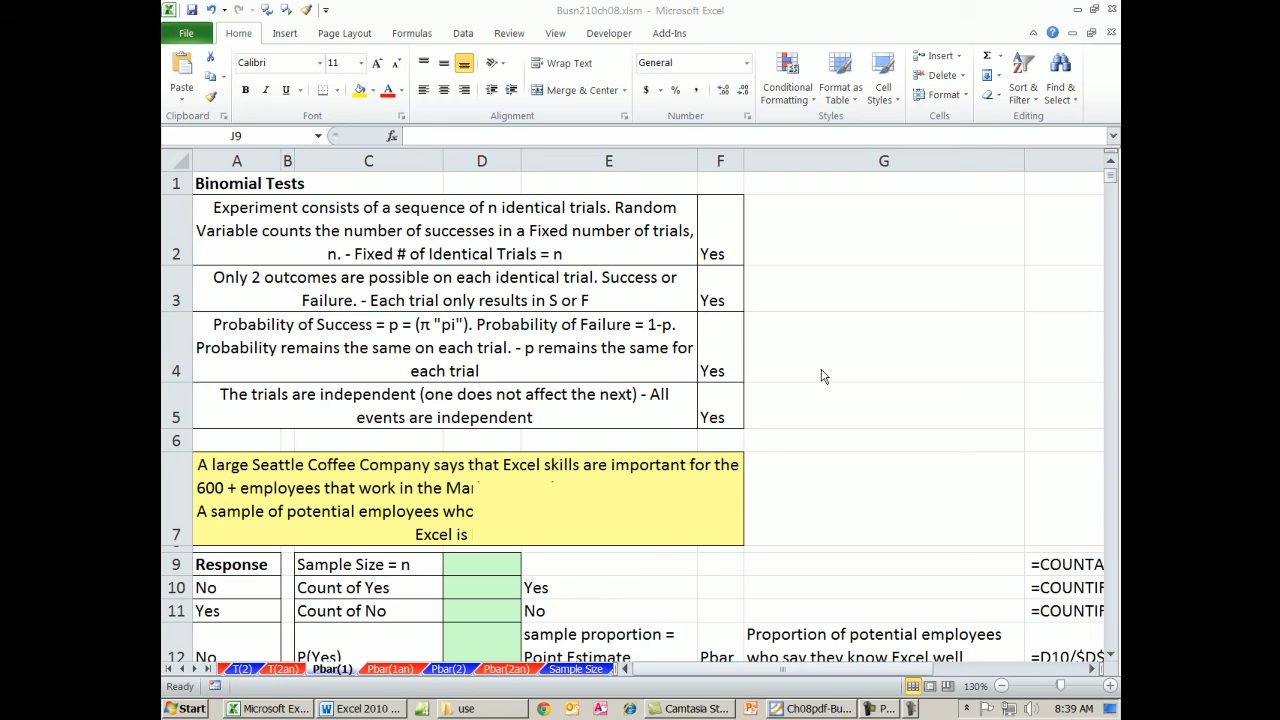 Busn210ch08.xlsm - Microsoft Excel
File Home Insert Page Layout Formulas Data Review View Developer Add-Ins
Calibri 11 Wrap Text General Insert
Paste B I U Merge & Center $ % , Conditional Formatting Format as Table Cell Styles Delete Format Sort & Filter Find & Select
Clipboard Font Alignment Number Styles Cells Editing
J9 fx
A B C D E F G
1 Binomial Tests
Experiment consists of a sequence of n identical trials. Random
Variable counts the number of successes in a Fixed number of trials,
2 n. - Fixed # of Identical Trials = n Yes
Only 2 outcomes are possible on each identical trial. Success or
3 Failure. - Each trial only results in S or F Yes
Probability of Success = p = (π "pi"). Probability of Failure = 1-p.
Probability remains the same on each trial. - p remains the same for
4 each trial Yes
The trials are independent (one does not affect the next) - All
5 events are independent Yes
6
A large Seattle Coffee Company says that Excel skills are important for the
600 + employees that work in the Mar
A sample of potential employees who
7 Excel is
9 Response Sample Size = n =COUNTA
10 No Count of Yes Yes =COUNTIF
11 Yes Count of No No =COUNTIF
sample proportion = Proportion of potential employees
12 No P(Yes) Point Estimate Pbar who say they know Excel well =D10/$D$
T(2) T(2an) Pbar(1) Pbar(1an) Pbar(2) Pbar(2an) Sample Size
Ready 130%
Start Microsoft Ex... Excel 2010 ... use Camtasia St... Ch08pdf-Bu... P... 8:39 AM